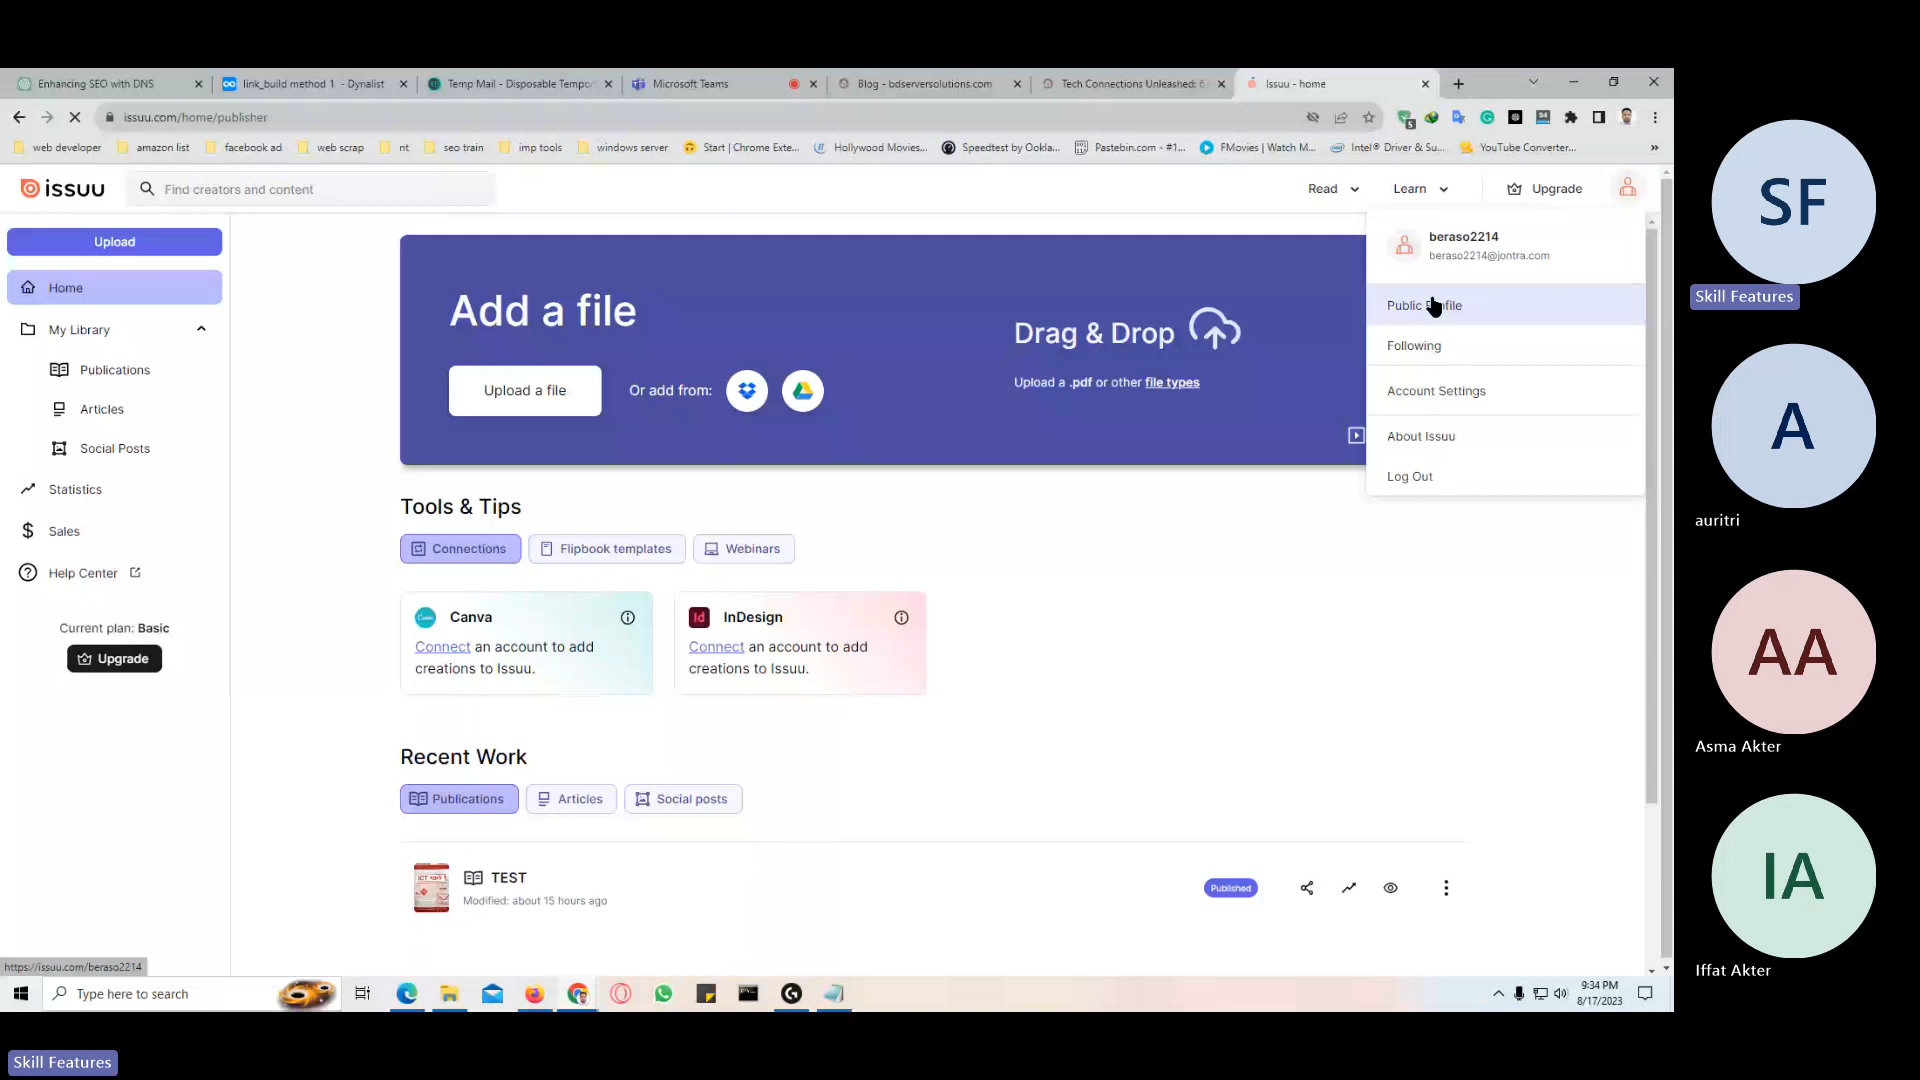 Enhancing SEO with DNS
link_build method 1 - Dynalist
Temp Mail - Disposable Tempor
Microsoft Teams
Blog - bdserversolutions.com
Tech Connections Unleashed: 6
Issuu - home
issuu.com/home/publisher
web developer
amazon list
facebook ad
web scrap
nt
seo train
imp tools
windows server
Start | Chrome Exte...
Hollywood Movies...
Speedtest by Ookla...
Pastebin.com - #1...
FMovies | Watch M...
Intel® Driver & Su...
YouTube Converter...
»
issuu
Find creators and content
Read
Learn
Upgrade
beraso2214
beraso2214@jontra.com
Public Profile
Following
Account Settings
About Issuu
Log Out
Upload
Home
My Library
Publications
Articles
Social Posts
Statistics
Sales
Help Center
Current plan: Basic
Upgrade
Add a file
Upload a file
Or add from:
Drag & Drop
Upload a .pdf or other file types
Tools & Tips
Connections
Flipbook templates
Webinars
Canva
Connect an account to add
creations to Issuu.
Id
InDesign
Connect an account to add
creations to Issuu.
Recent Work
Publications
Articles
Social posts
TEST
Modified: about 15 hours ago
Published
https://issuu.com/beraso2214
Type here to search
9:34 PM
8/17/2023
SF
Skill Features
A
auritri
AA
Asma Akter
IA
Iffat Akter
Skill Features